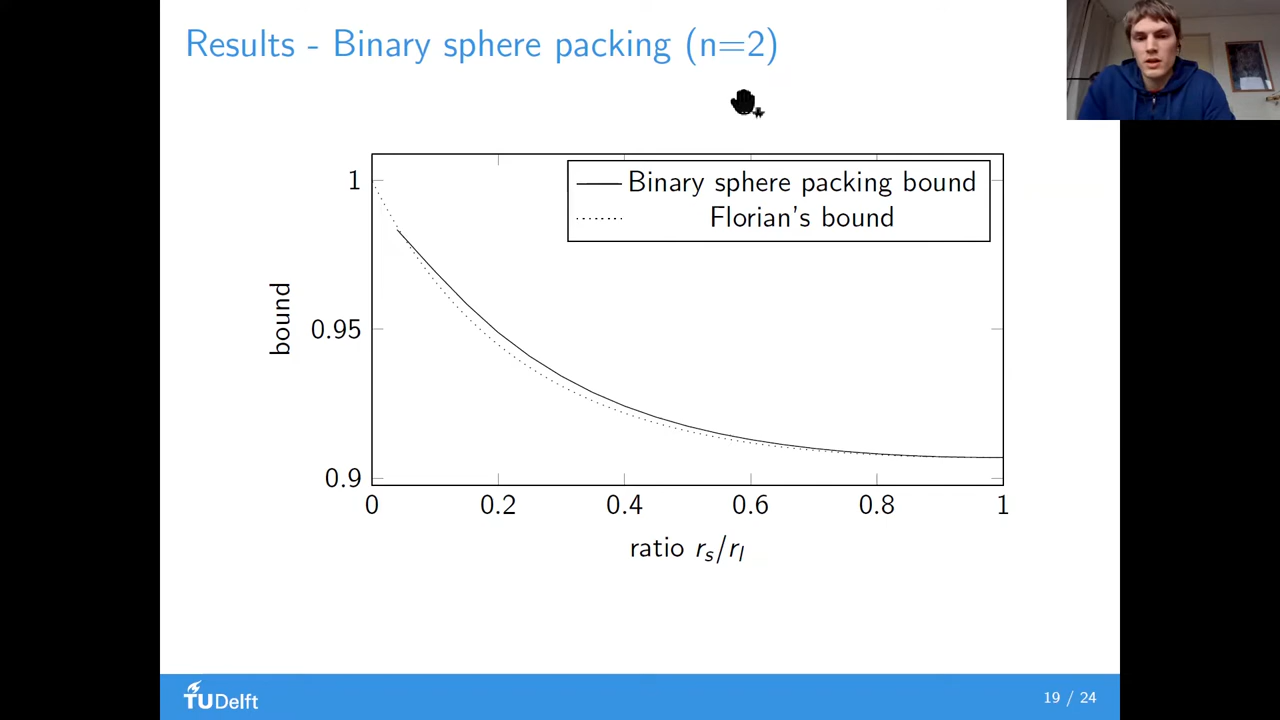 Results - Binary sphere packing (n=2)
Binary sphere packing bound
Florian's bound
1
0.95
0.9
bound
0
0.2
0.4
0.6
0.8
1
ratio r_s/r_l
TUDelft
19 / 24